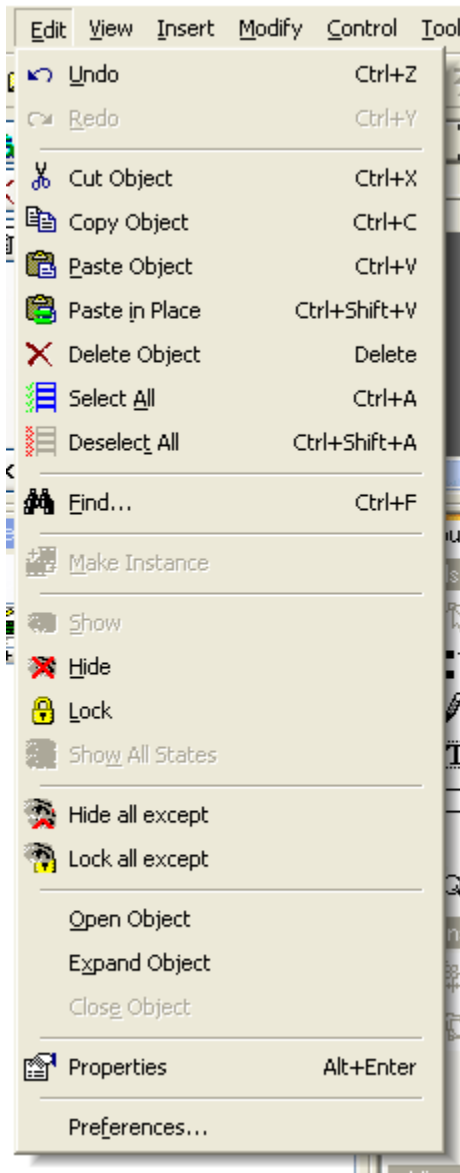 Edit View Insert Modify Control
Undo Ctrl+Z
Redo Ctrl+Y
Cut Object Ctrl+X
Copy Object Ctrl+C
Paste Object Ctrl+V
Paste in Place Ctrl+Shift+V
Delete Object Delete
Select All Ctrl+A
Deselect All Ctrl+Shift+A
Find... Ctrl+F
Make Instance
Show
Hide
Lock
Show All States
Hide all except
Lock all except
Open Object
Expand Object
Close Object
Properties Alt+Enter
Preferences...